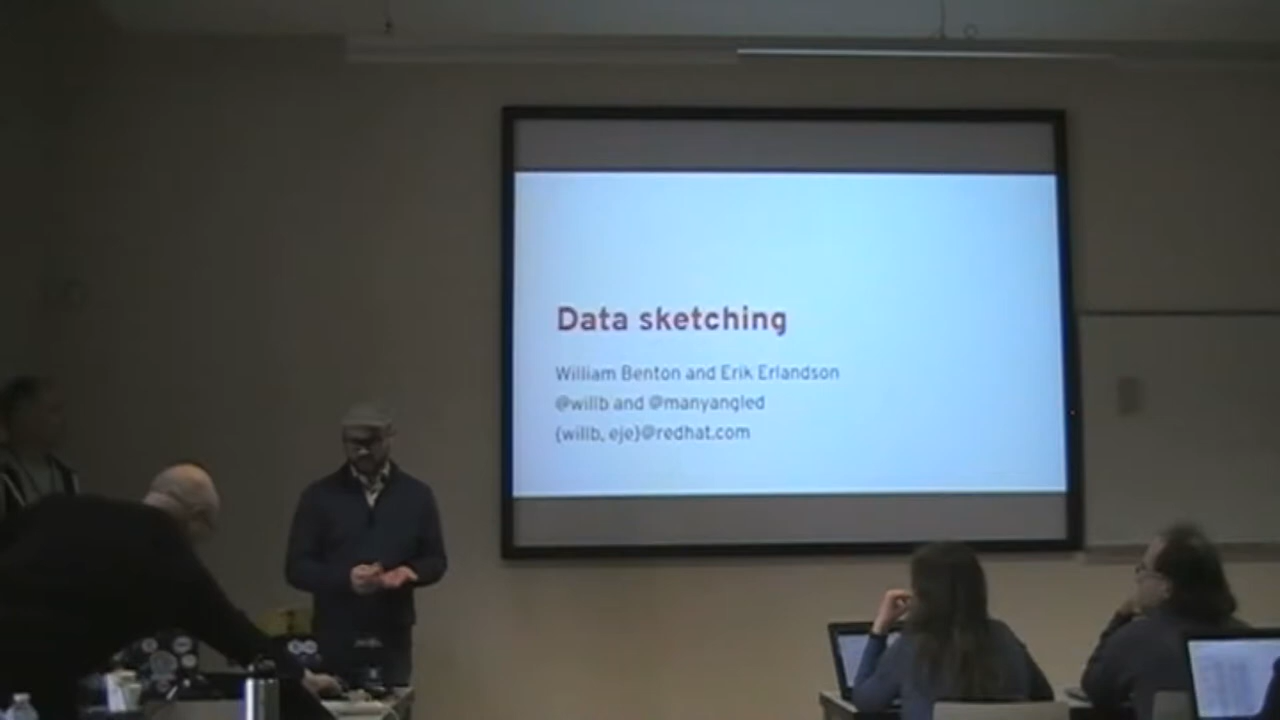 Data sketching
William Benton and Erik Erlandson
@willb and @manyangled
{willb, eje}@redhat.com